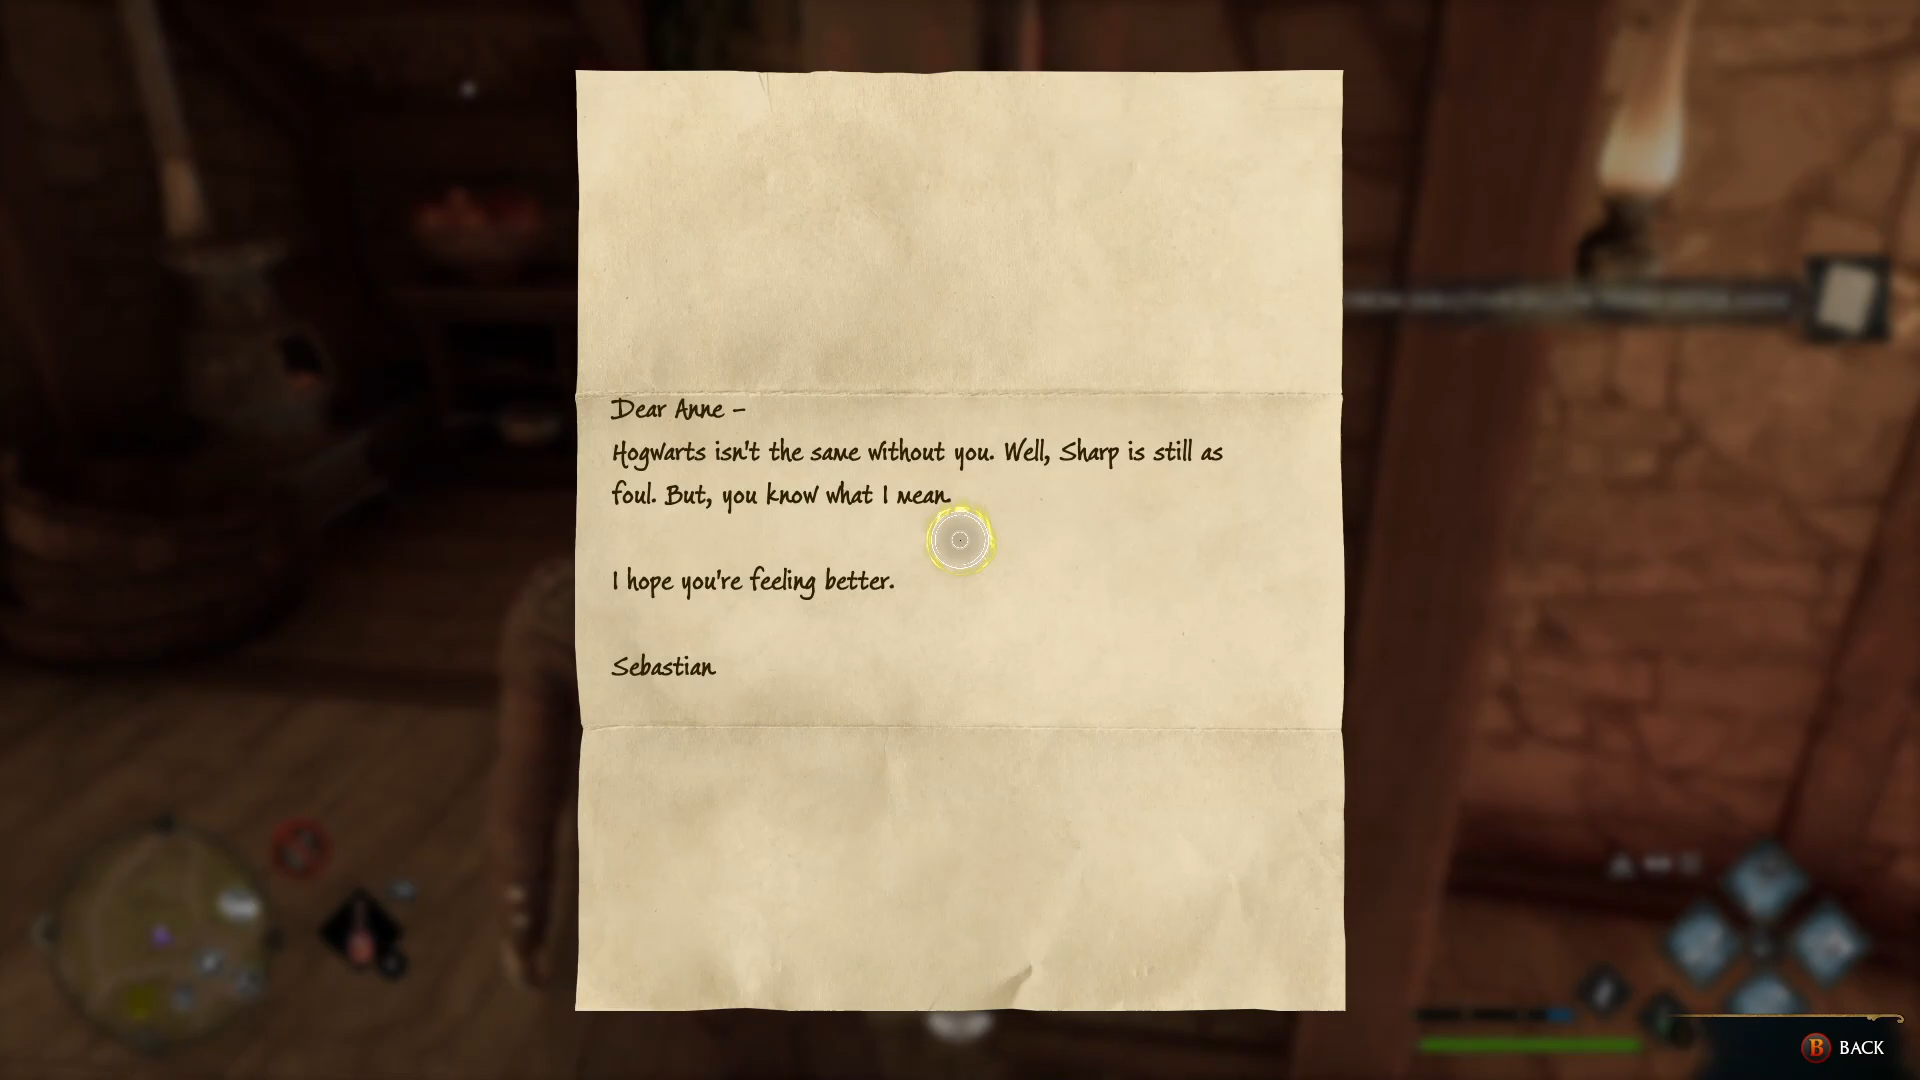 Dear Anne –
Hogwarts isn't the same without you. Well, Sharp is still as
foul. But, you know what I mean.
I hope you're feeling better.
Sebastian
B BACK